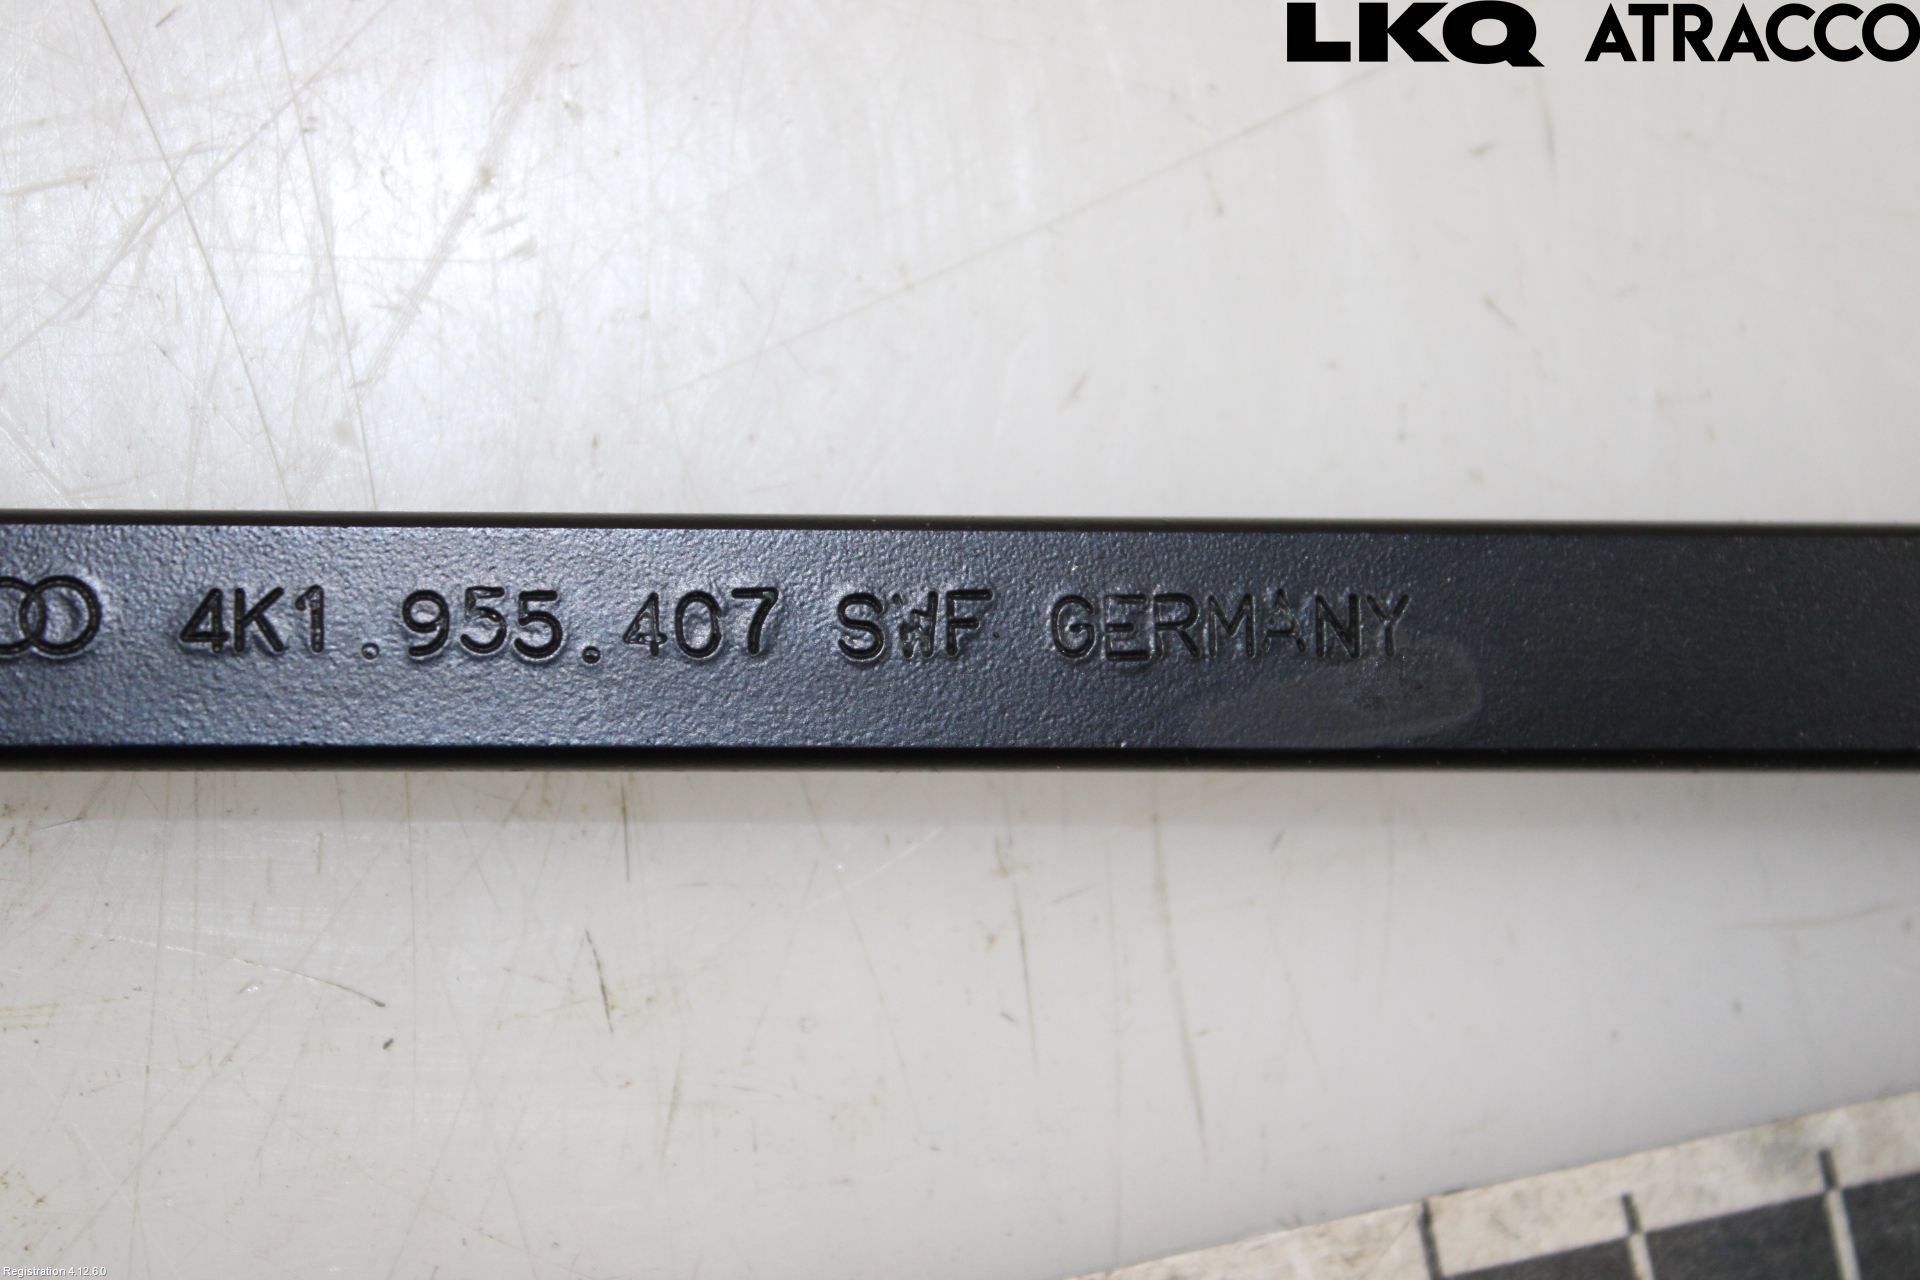 LKQ ATRACCO
4K1.955.407 SWF GERMANY
Registration 4.12.6.0